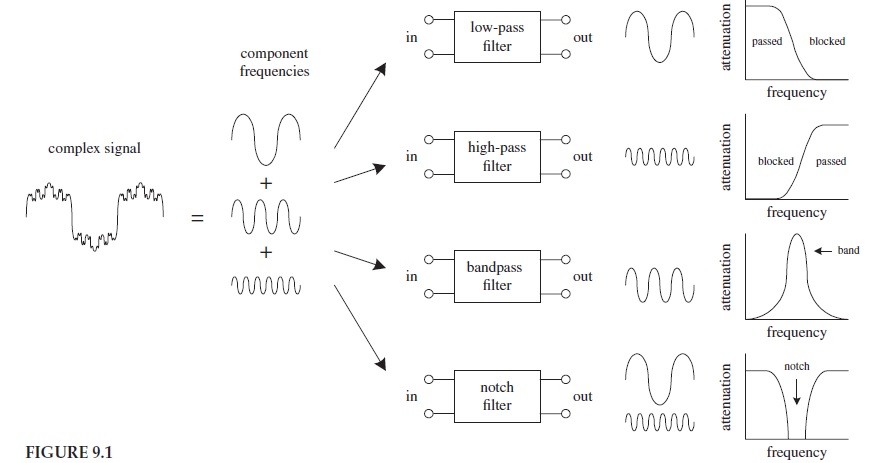 complex signal
=
component
frequencies
+
+
in
low-pass
filter
out
attenuation
passed
blocked
frequency
in
high-pass
filter
out
attenuation
blocked
passed
frequency
in
bandpass
filter
out
attenuation
band
frequency
in
notch
filter
out
attenuation
notch
frequency
FIGURE 9.1